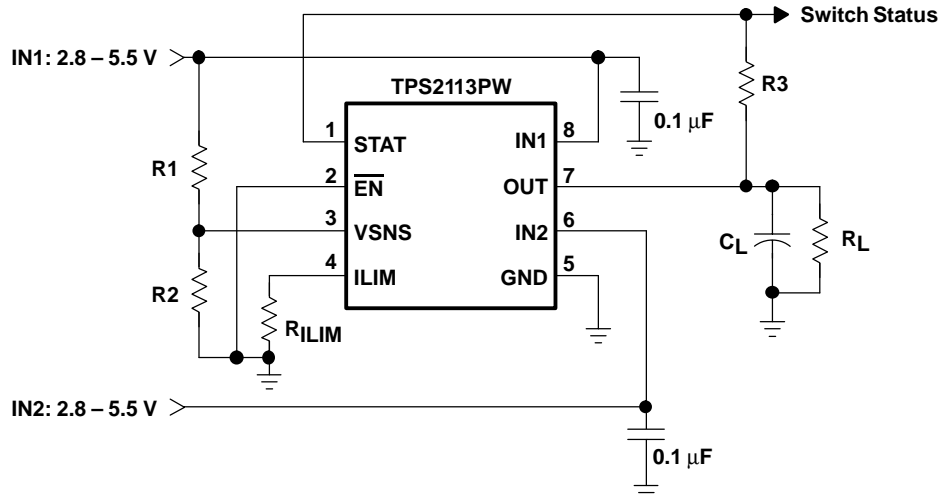 Switch Status
IN1: 2.8 – 5.5 V
R3
TPS2113PW
0.1 μF
1
STAT
IN1
8
R1
2
EN
OUT
7
3
VSNS
IN2
6
CL
RL
4
ILIM
GND
5
R2
RILIM
IN2: 2.8 – 5.5 V
0.1 μF